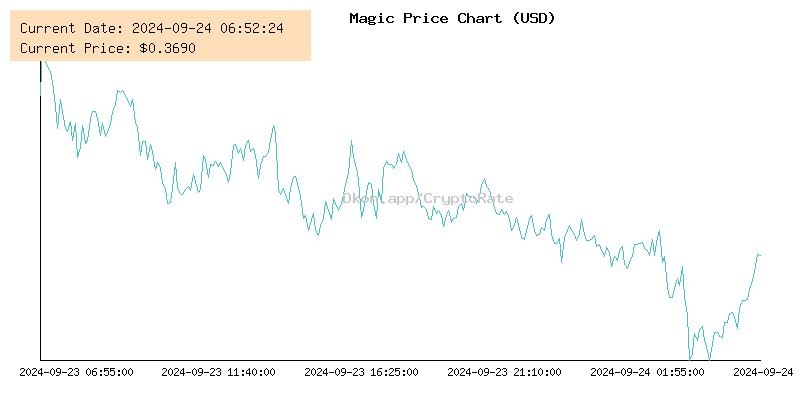 Magic Price Chart (USD)
Current Date: 2024-09-24 06:52:24
Current Price: $0.3690
Dkonlapp/CryptoRate
2024-09-23 06:55:00 2024-09-23 11:40:00 2024-09-23 16:25:00 2024-09-23 21:10:00 2024-09-24 01:55:00 2024-09-24